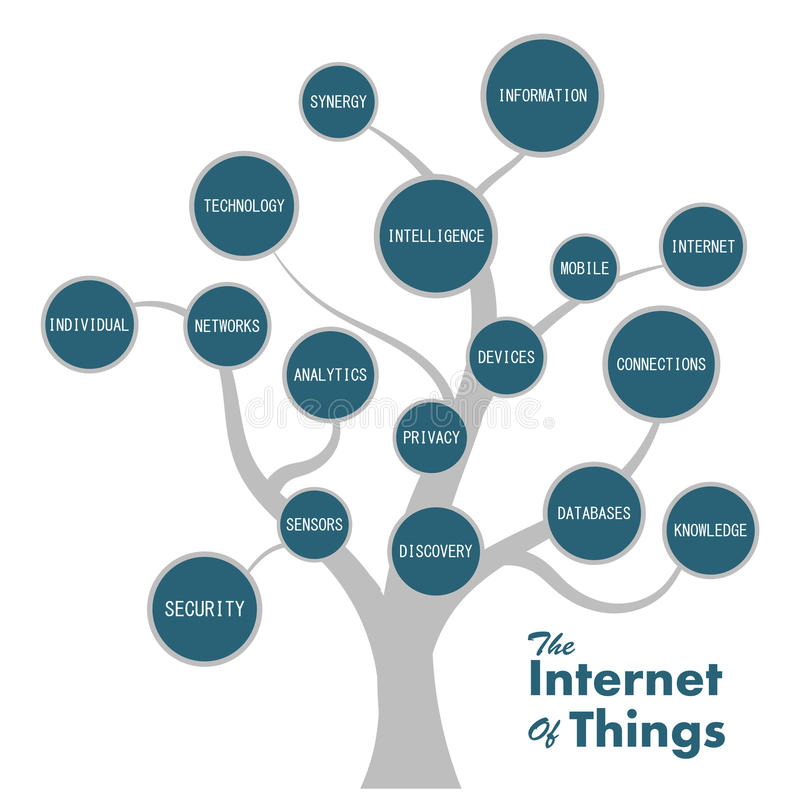 INFORMATION
SYNERGY
TECHNOLOGY
INTELLIGENCE
INTERNET
MOBILE
INDIVIDUAL
NETWORKS
DEVICES
CONNECTIONS
ANALYTICS
PRIVACY
DATABASES
SENSORS
KNOWLEDGE
DISCOVERY
SECURITY
The
Internet
Of Things
dreamstime